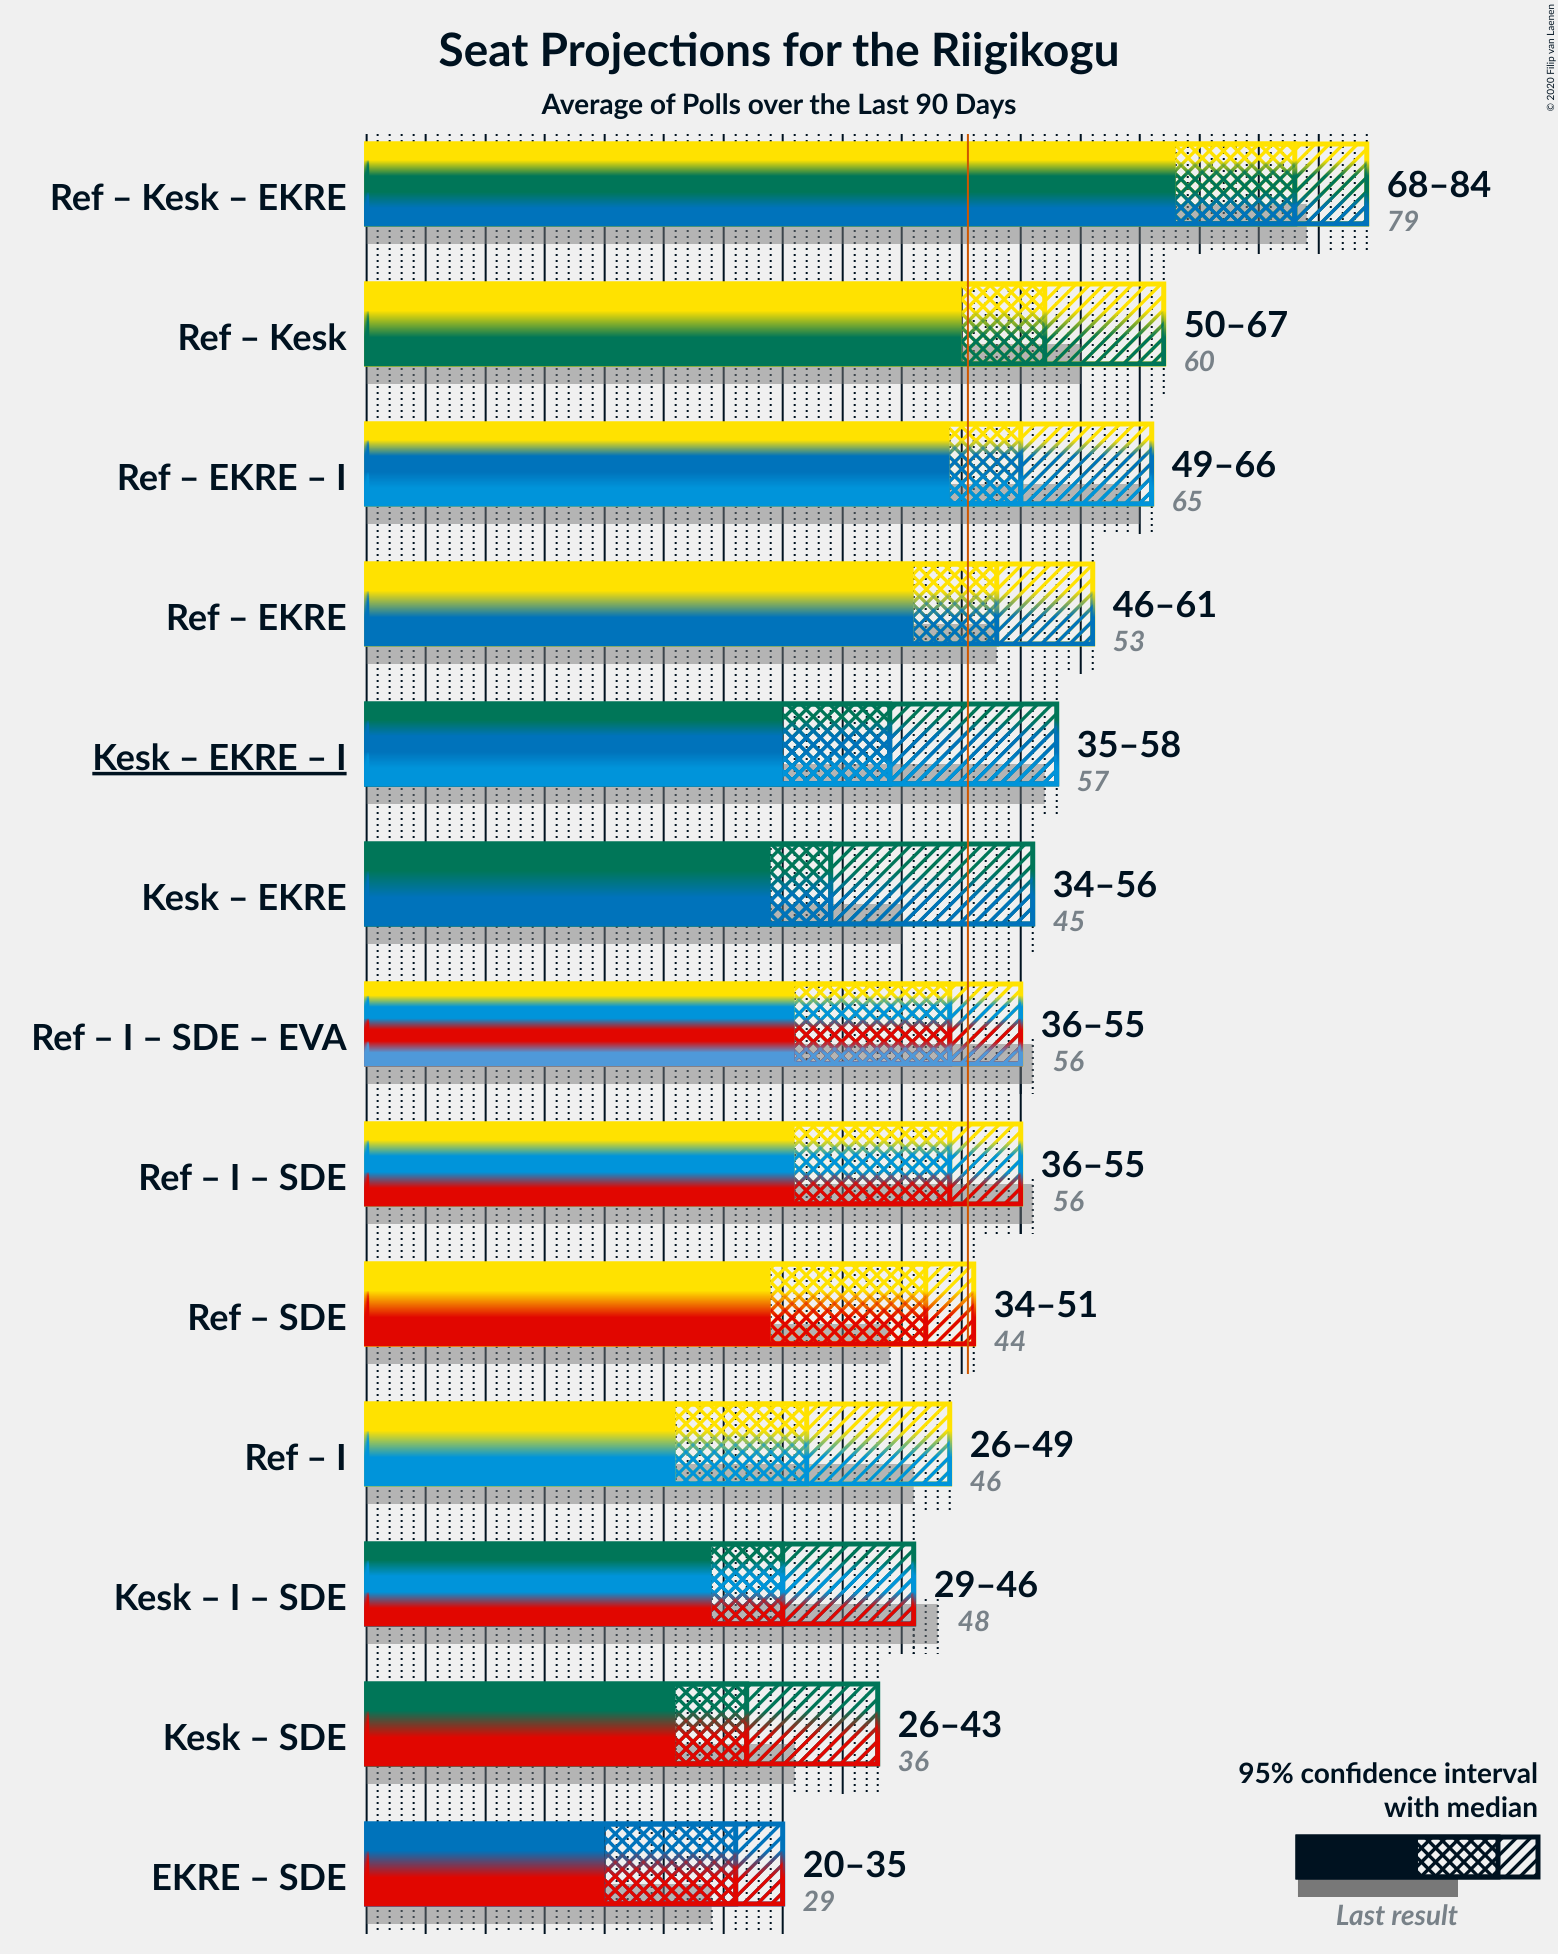 Seat Projections for the Riigikogu
Average of Polls over the Last 90 Days
© 2020 Filip van Laenen
Ref – Kesk – EKRE
68–84
79
Ref – Kesk
50–67
60
Ref – EKRE – I
49–66
65
Ref – EKRE
46–61
53
Kesk – EKRE – I
35–58
57
Kesk – EKRE
34–56
45
Ref – I – SDE – EVA
36–55
56
Ref – I – SDE
36–55
56
Ref – SDE
34–51
44
Ref – I
26–49
46
Kesk – I – SDE
29–46
48
Kesk – SDE
26–43
36
EKRE – SDE
20–35
29
95% confidence interval
with median
Last result